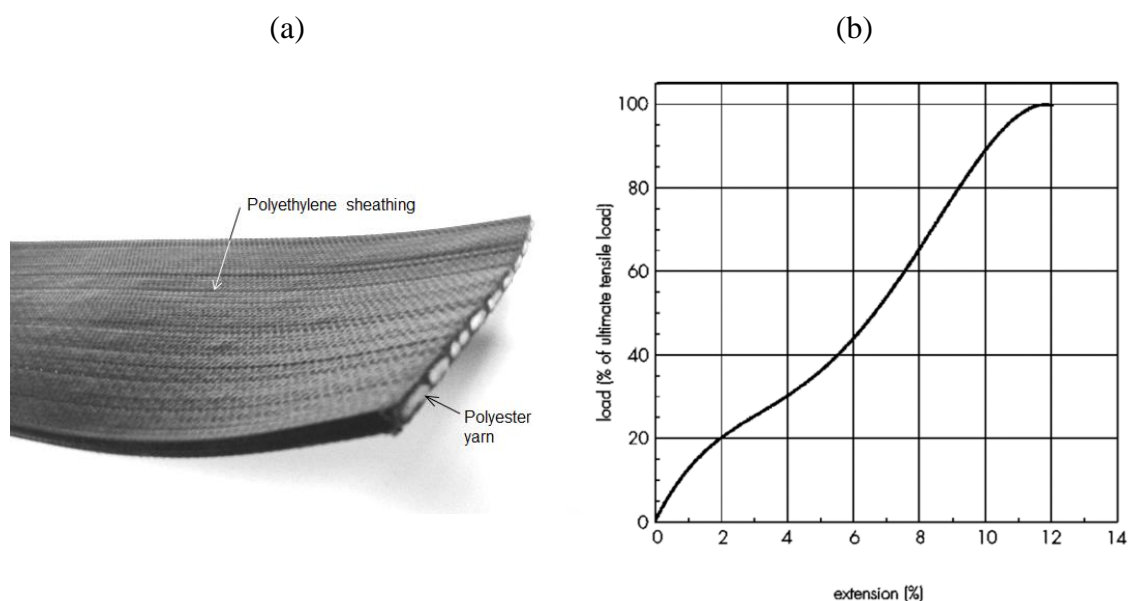 (a)
(b)
Polyethylene sheathing
Polyester
yarn
load (% of ultimate tensile load)
100
80
60
40
20
0
0 2 4 6 8 10 12 14
extension (%)